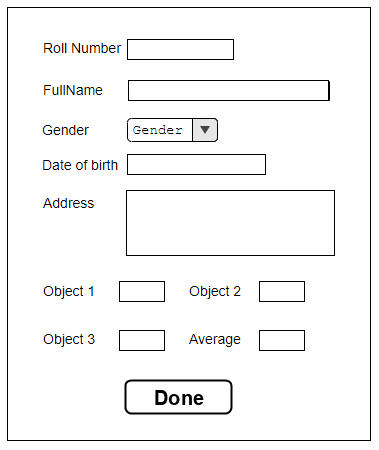 Roll Number
FullName
Gender Gender
Date of birth
Address
Object 1 Object 2
Object 3 Average
Done